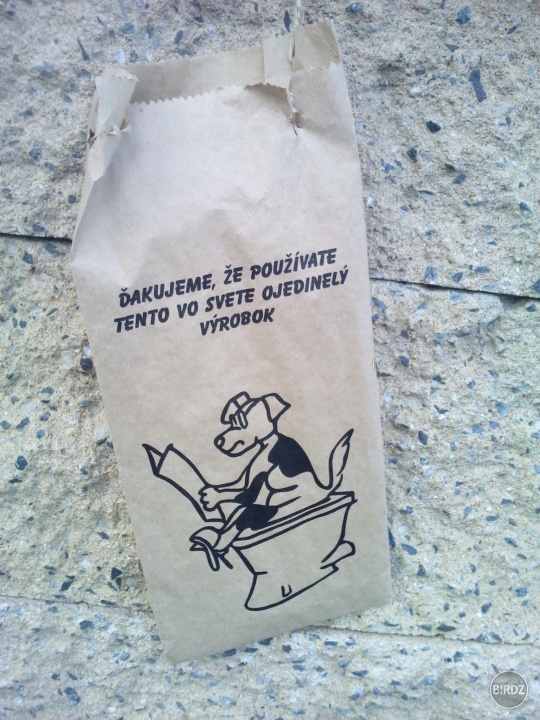 ĎAKUJEME, ŽE POUŽÍVATE
TENTO VO SVETE OJEDINELÝ
VÝROBOK
BIRDZ